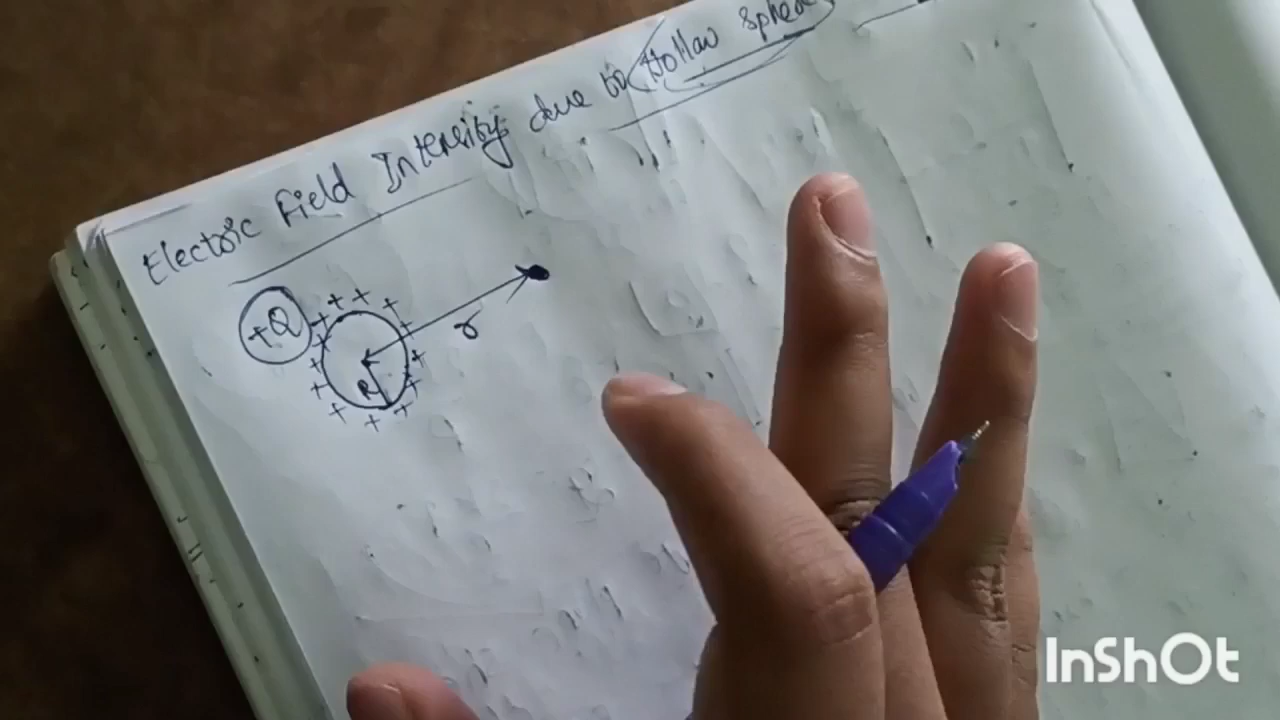 Electric Field Intensity due to Hollow Sphere
+Q
+ + + + + + + + + + + + +
r
R
InShOt